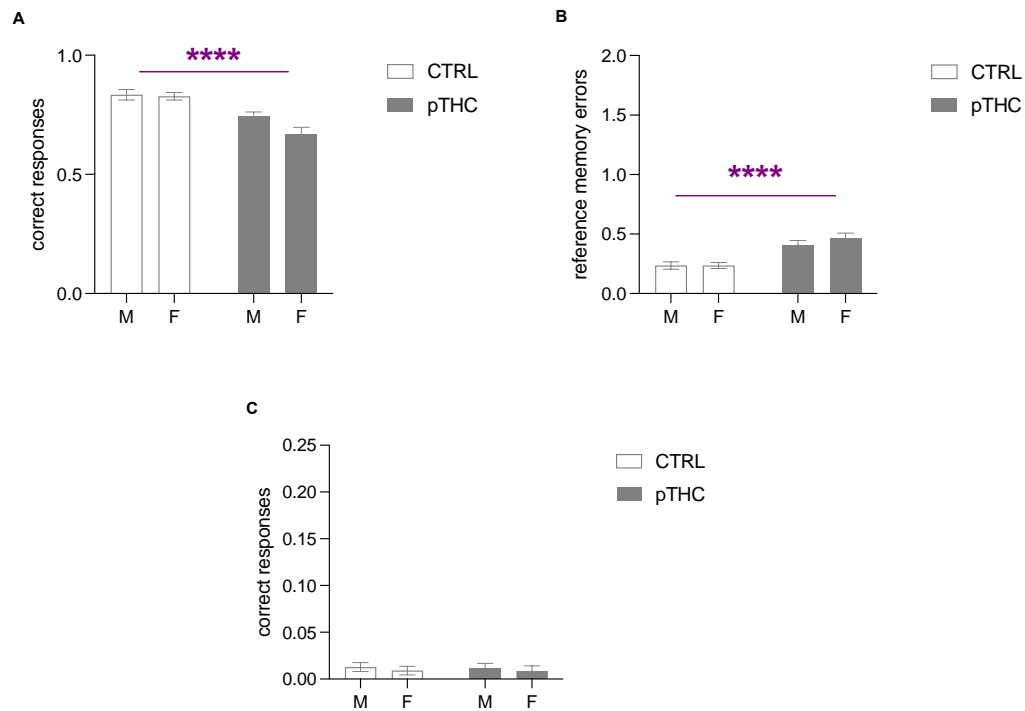 A
correct responses
1.0
0.5
0.0
****
M F M F
CTRL
pTHC
B
reference memory errors
2.0
1.5
1.0
0.5
0.0
****
M F M F
CTRL
pTHC
C
correct responses
0.25
0.20
0.15
0.10
0.05
0.00
M F M F
CTRL
pTHC